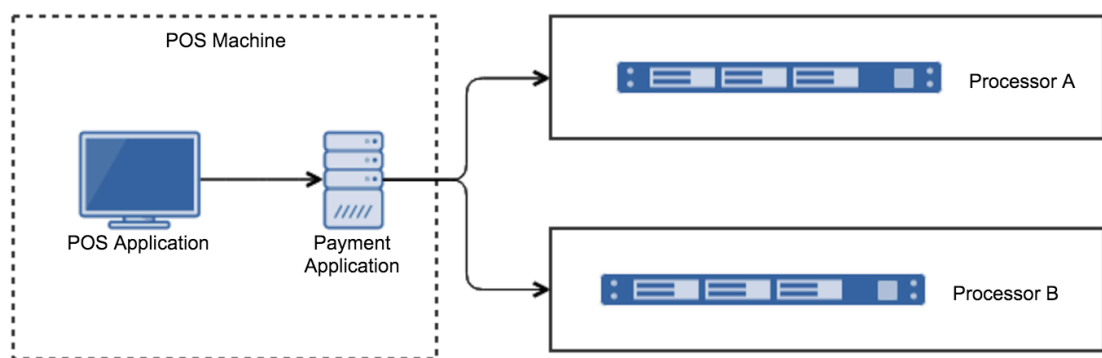 POS Machine
POS Application
Payment
Application
Processor A
Processor B